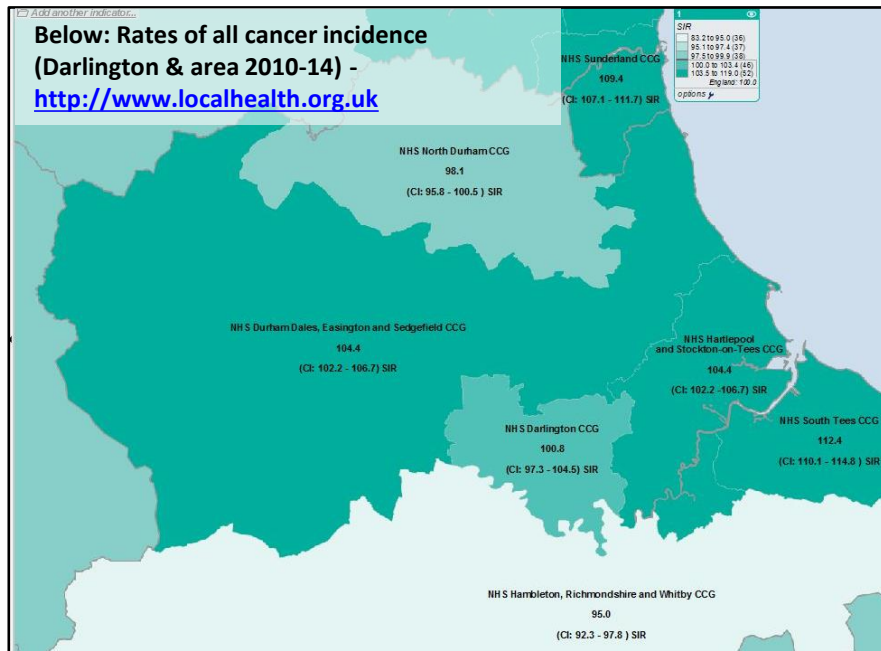 Add another indicator...
Below: Rates of all cancer incidence
(Darlington & area 2010-14) -
http://www.localhealth.org.uk
1
SIR
83.2 to 95.0 (36)
95.1 to 97.4 (37)
97.5 to 99.9 (38)
100.0 to 103.4 (46)
103.5 to 119.0 (52)
England: 100.0
options
NHS Sunderland CCG
109.4
(CI: 107.1 - 111.7) SIR
NHS North Durham CCG
98.1
(CI: 95.8 - 100.5 ) SIR
NHS Durham Dales, Easington and Sedgefield CCG
104.4
(CI: 102.2 - 106.7) SIR
NHS Hartlepool
and Stockton-on-Tees CCG
104.4
(CI: 102.2 -106.7) SIR
NHS Darlington CCG
100.8
(CI: 97.3 - 104.5) SIR
NHS South Tees CCG
112.4
(CI: 110.1 - 114.8 ) SIR
NHS Hambleton, Richmondshire and Whitby CCG
95.0
(CI: 92.3 - 97.8 ) SIR